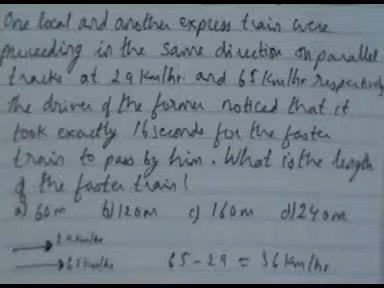 One local and another express train were
proceeding in the same direction on parallel
tracks at 29 Km/hr. and 65 Km/hr respectively
the driver of the former noticed that it
took exactly 16 seconds for the faster
train to pass by him. What is the length
of the faster train!
a) 60m b) 120m c) 160m d) 240m
29 Km/hr
65 Km/hr 65 - 29 = 36 Km/hr